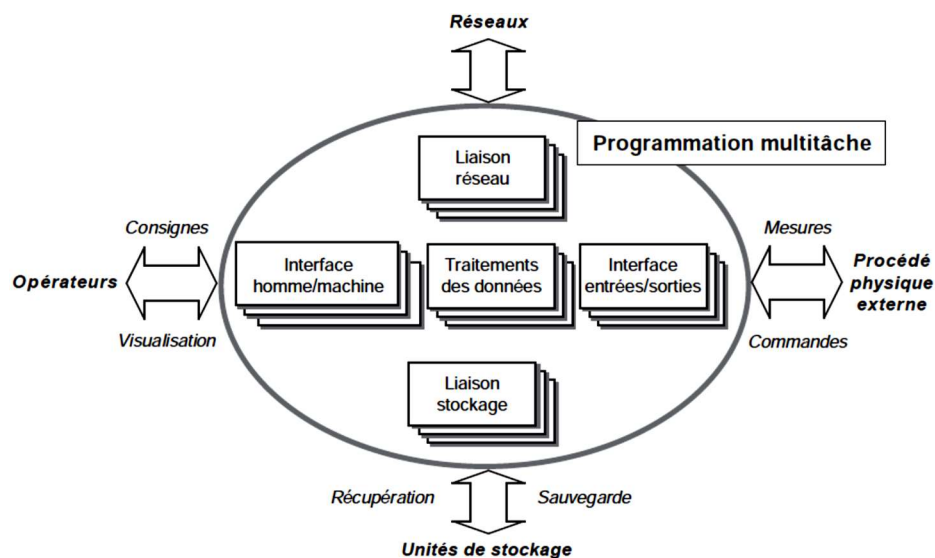 Réseaux
Programmation multitâche
Liaison
réseau
Consignes
Mesures
Opérateurs
Interface
homme/machine
Traitements
des données
Interface
entrées/sorties
Procédé
physique
externe
Visualisation
Commandes
Liaison
stockage
Récupération
Sauvegarde
Unités de stockage